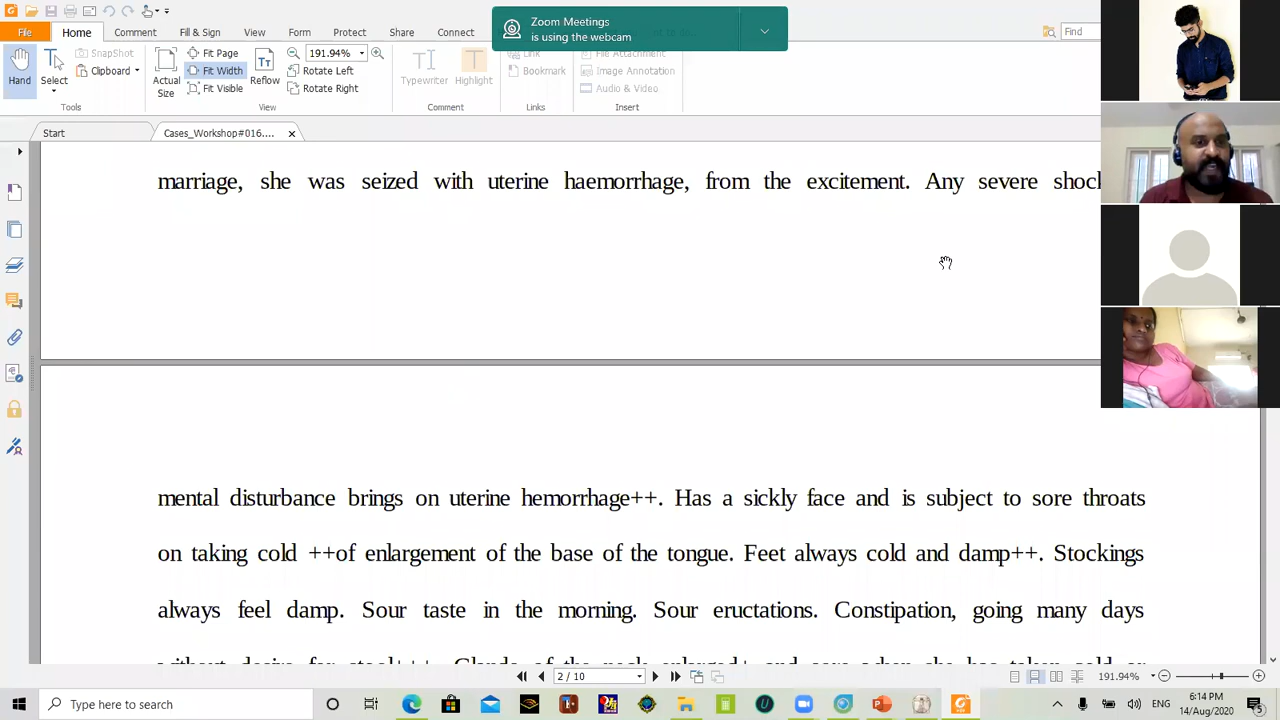 Zoom Meetings
is using the webcam
File Home Comment Fill & Sign View Form Protect Share Connect Find
Hand Select SnapShot Clipboard Actual Size Fit Page Fit Width Fit Visible Reflow 191.94% Rotate Left Rotate Right Typewriter Highlight Link Bookmark File Attachment Image Annotation Audio & Video
Tools View Comment Links Insert
Start Cases_Workshop#016....
marriage, she was seized with uterine haemorrhage, from the excitement. Any severe shock
mental disturbance brings on uterine hemorrhage++. Has a sickly face and is subject to sore throats
on taking cold ++of enlargement of the base of the tongue. Feet always cold and damp++. Stockings
always feel damp. Sour taste in the morning. Sour eructations. Constipation, going many days
2 / 10 191.94%
Type here to search ENG 6:14 PM
14/Aug/2020 5